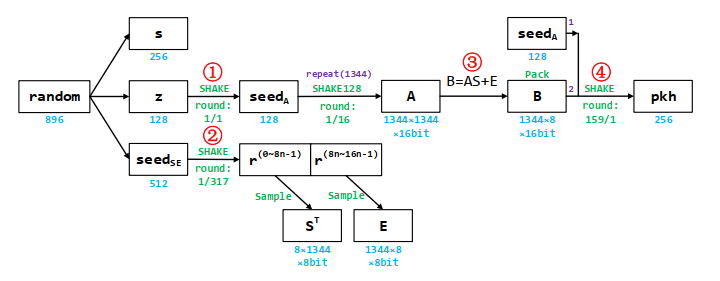 s
256
random
896
z
128
①
SHAKE
round:
1/1
seedA
128
repeat(1344)
SHAKE128
round:
1/16
A
1344×1344
×16bit
③
B=AS+E
seedA
128
1
Pack
B
2
1344×8
×16bit
④
SHAKE
round:
159/1
pkh
256
seedSE
512
②
SHAKE
round:
1/317
r(0~8n-1)
r(8n~16n-1)
Sample
Sample
ST
8×1344
×8bit
E
1344×8
×8bit